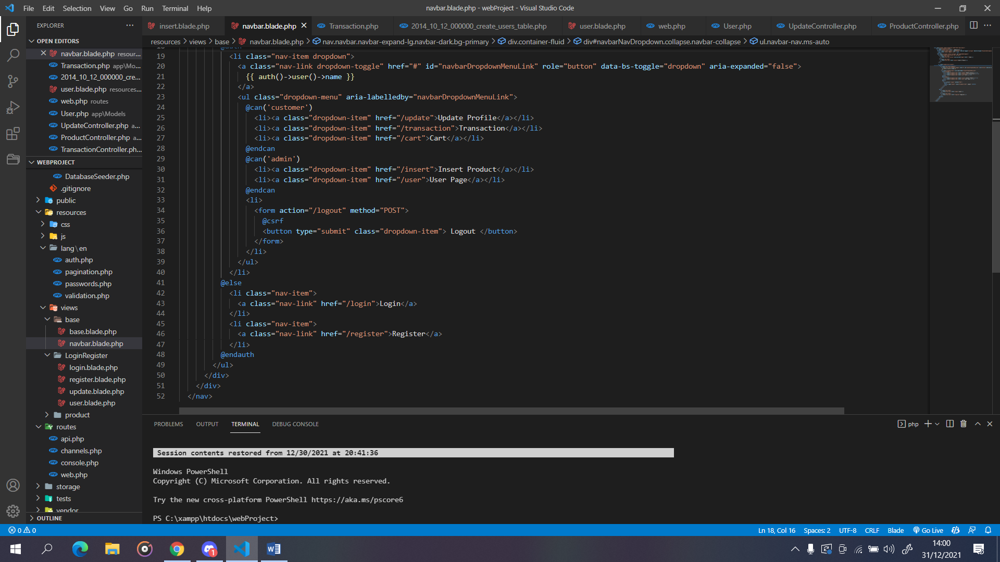 File Edit Selection View Go Run Terminal Help
navbar.blade.php - webProject - Visual Studio Code
EXPLORER
insert.blade.php navbar.blade.php Transaction.php 2014_10_12_000000_create_users_table.php user.blade.php web.php User.php UpdateController.php ProductController.php
resources > views > base > navbar.blade.php > nav.navbar.navbar-expand-lg.navbar-dark.bg-primary > div.container-fluid > div#navbarNavDropdown.collapse.navbar-collapse > ul.navbar-nav.ms-auto
OPEN EDITORS
navbar.blade.php resour...
Transaction.php app\Mo...
2014_10_12_000000_cre...
user.blade.php resources...
web.php routes
User.php app\Models
UpdateController.php a...
ProductController.php a...
TransactionController.ph...
WEBPROJECT
DatabaseSeeder.php
.gitignore
public
resources
css
js
lang\en
auth.php
pagination.php
passwords.php
validation.php
views
base
base.blade.php
navbar.blade.php
LoginRegister
login.blade.php
register.blade.php
update.blade.php
user.blade.php
product
routes
api.php
channels.php
console.php
web.php
storage
tests
vendor
OUTLINE
18 @auth
19 <li class="nav-item dropdown">
20 <a class="nav-link dropdown-toggle" href="#" id="navbarDropdownMenuLink" role="button" data-bs-toggle="dropdown" aria-expanded="false">
21 {{ auth()->user()->name }}
22 </a>
23 <ul class="dropdown-menu" aria-labelledby="navbarDropdownMenuLink">
24 @can('customer')
25 <li><a class="dropdown-item" href="/update">Update Profile</a></li>
26 <li><a class="dropdown-item" href="/transaction">Transaction</a></li>
27 <li><a class="dropdown-item" href="/cart">Cart</a></li>
28 @endcan
29 @can('admin')
30 <li><a class="dropdown-item" href="/insert">Insert Product</a></li>
31 <li><a class="dropdown-item" href="/user">User Page</a></li>
32 @endcan
33 <li>
34 <form action="/logout" method="POST">
35 @csrf
36 <button type="submit" class="dropdown-item"> Logout </button>
37 </form>
38 </li>
39 </ul>
40 </li>
41 @else
42 <li class="nav-item">
43 <a class="nav-link" href="/login">Login</a>
44 </li>
45 <li class="nav-item">
46 <a class="nav-link" href="/register">Register</a>
47 </li>
48 @endauth
49 </ul>
50 </div>
51 </div>
52 </nav>
PROBLEMS OUTPUT TERMINAL DEBUG CONSOLE
php
Session contents restored from 12/30/2021 at 20:41:36
Windows PowerShell
Copyright (C) Microsoft Corporation. All rights reserved.
Try the new cross-platform PowerShell https://aka.ms/pscore6
PS C:\xampp\htdocs\webProject>
0 0
Ln 18, Col 16 Spaces: 2 UTF-8 CRLF Blade Go Live
1
14:00
31/12/2021